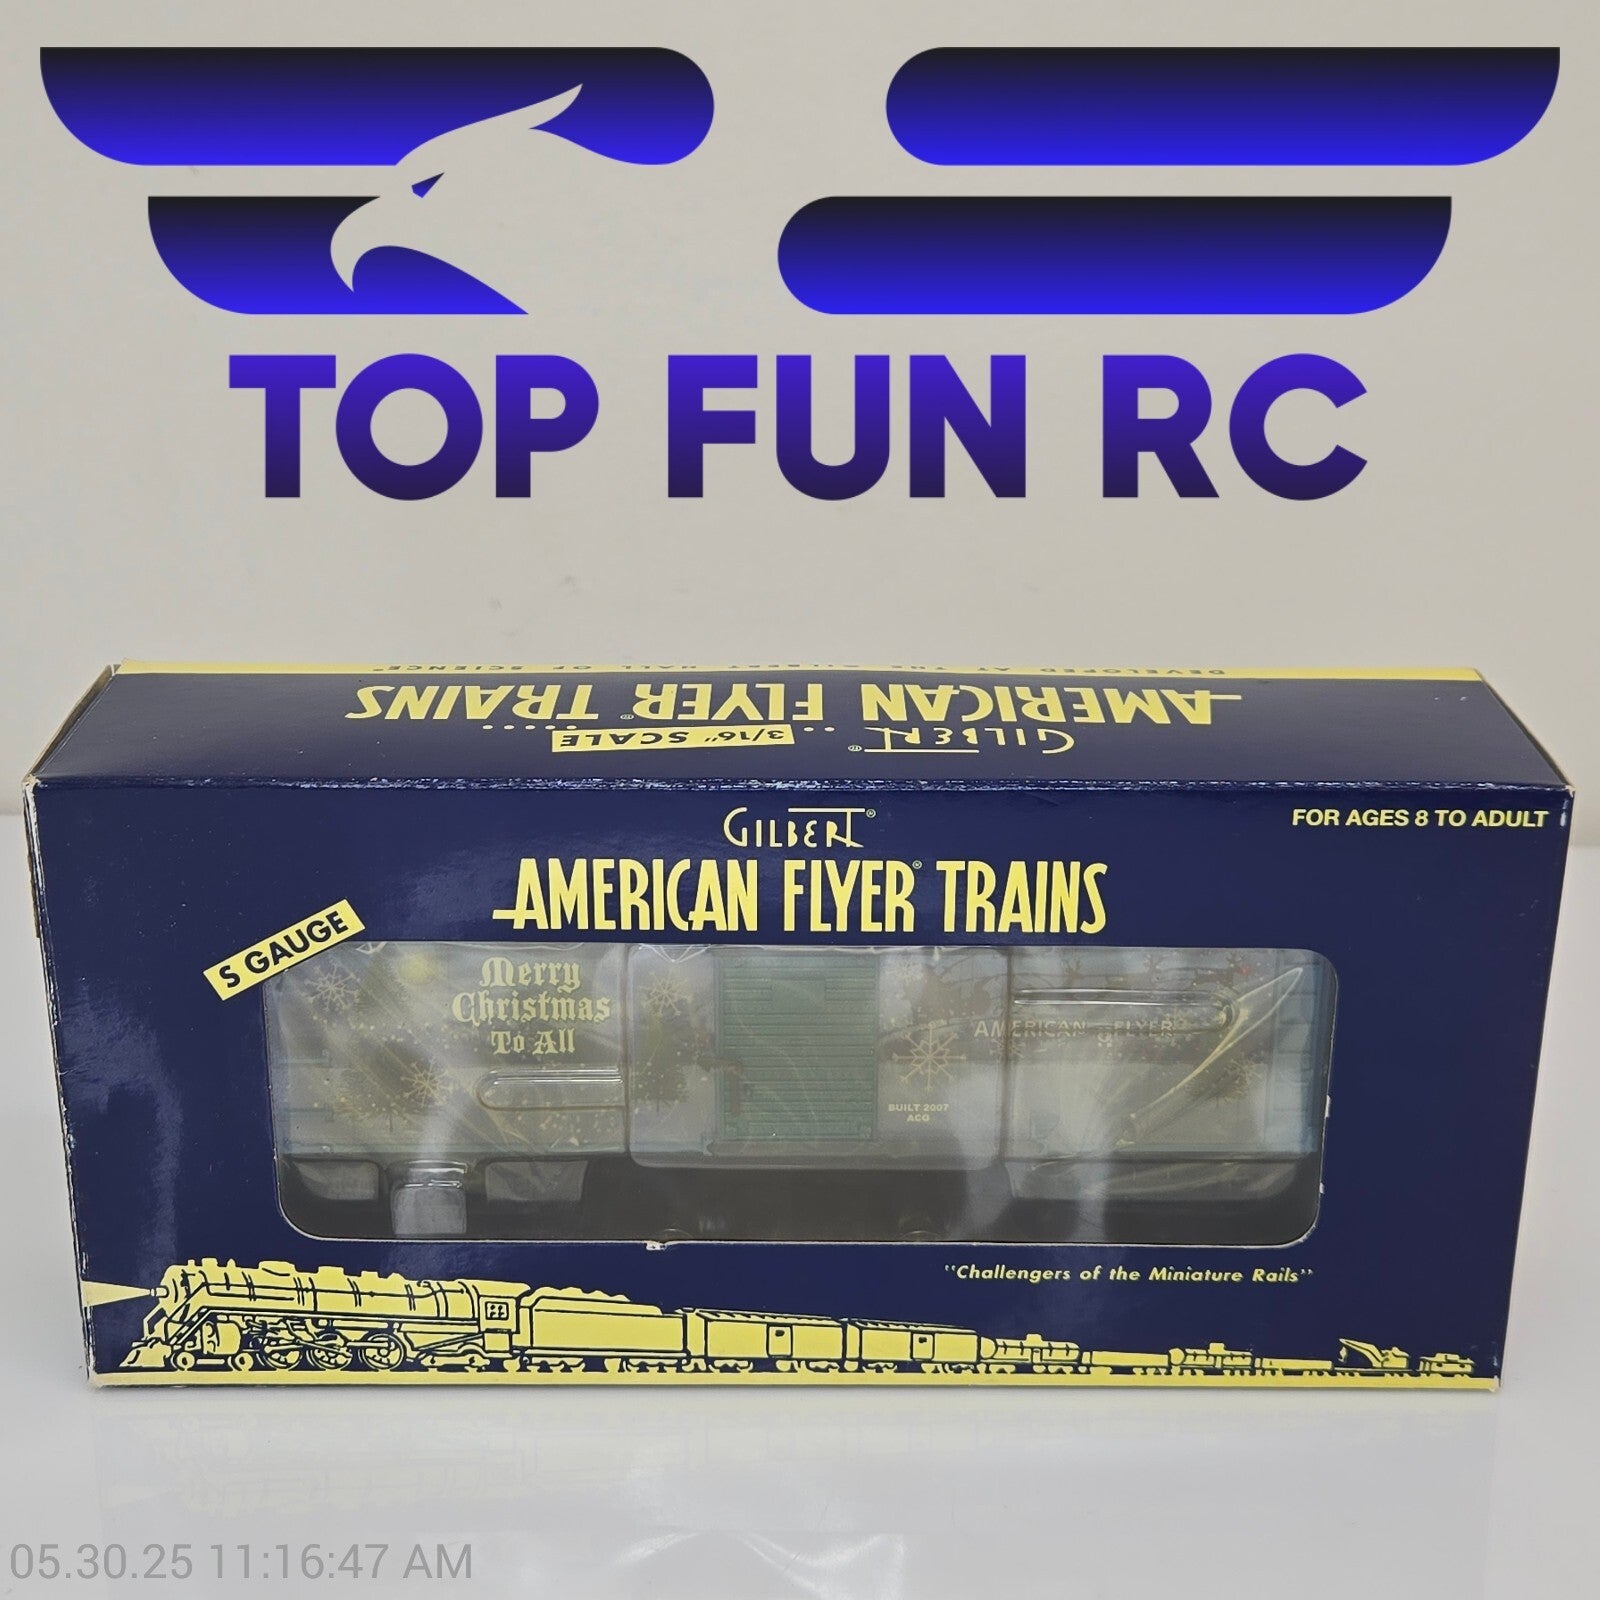 TOP FUN RC
DEVELOPED AT THE GILBERT HALL OF SCIENCE
AMERICAN FLYER® TRAINS
3/16" SCALE
GILBERT®
GILBERT®
FOR AGES 8 TO ADULT
AMERICAN FLYER® TRAINS
S GAUGE
Merry
Christmas
To All
AMERICAN FLYER
BUILT 2007
ACG
"Challengers of the Miniature Rails"
05.30.25 11:16:47 AM